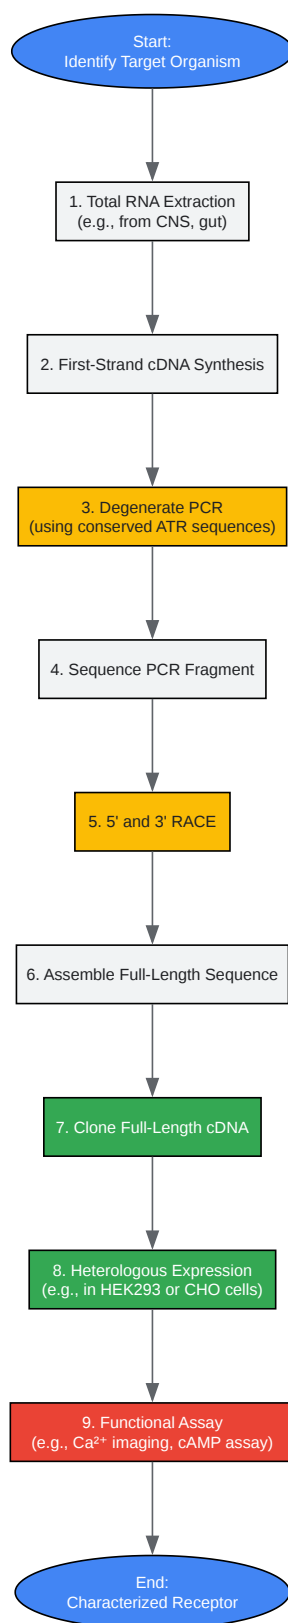 Start:
Identify Target Organism
1. Total RNA Extraction
(e.g., from CNS, gut)
2. First-Strand cDNA Synthesis
3. Degenerate PCR
(using conserved ATR sequences)
4. Sequence PCR Fragment
5. 5' and 3' RACE
6. Assemble Full-Length Sequence
7. Clone Full-Length cDNA
8. Heterologous Expression
(e.g., in HEK293 or CHO cells)
9. Functional Assay
(e.g., Ca²⁺ imaging, cAMP assay)
End:
Characterized Receptor